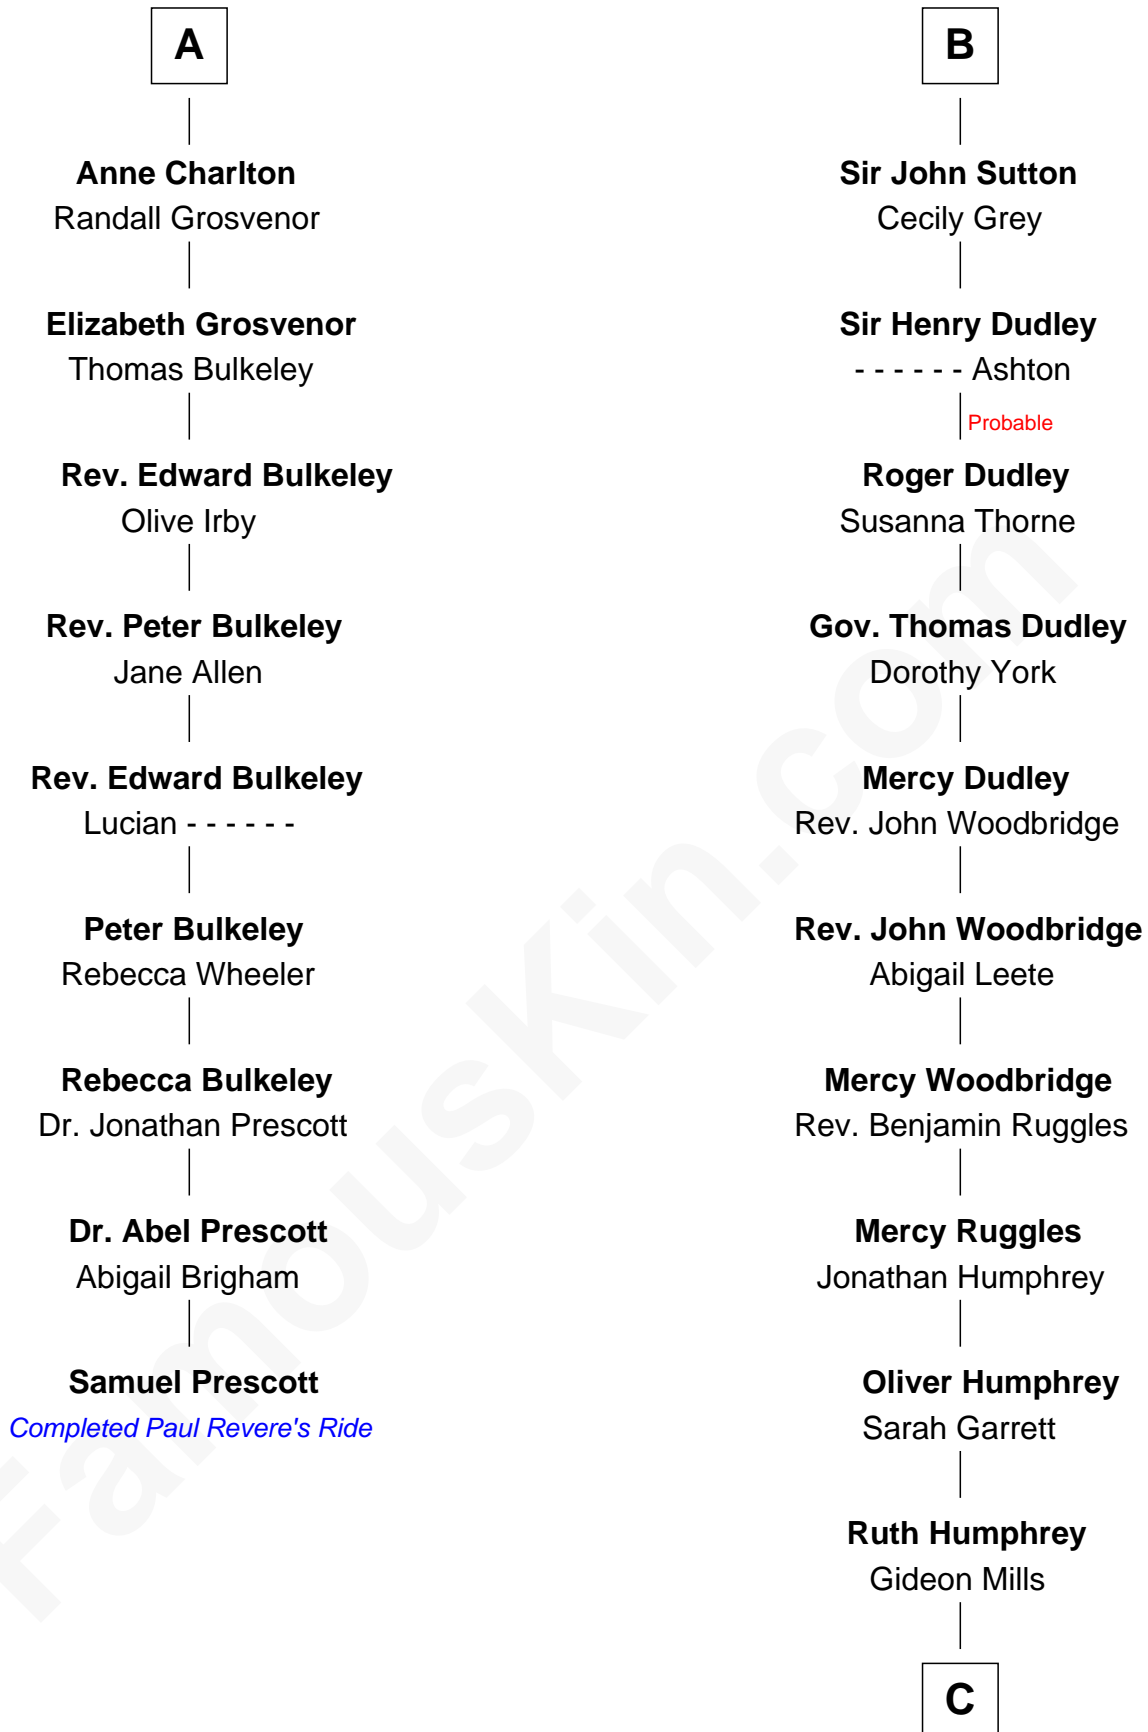 A
Anne Charlton
Randall Grosvenor
Elizabeth Grosvenor
Thomas Bulkeley
Rev. Edward Bulkeley
Olive Irby
Rev. Peter Bulkeley
Jane Allen
Rev. Edward Bulkeley
Lucian - - - - - -
Peter Bulkeley
Rebecca Wheeler
Rebecca Bulkeley
Dr. Jonathan Prescott
Dr. Abel Prescott
Abigail Brigham
Samuel Prescott
Completed Paul Revere's Ride
B
Sir John Sutton
Cecily Grey
Sir Henry Dudley
- - - - - - Ashton
Probable
Roger Dudley
Susanna Thorne
Gov. Thomas Dudley
Dorothy York
Mercy Dudley
Rev. John Woodbridge
Rev. John Woodbridge
Abigail Leete
Mercy Woodbridge
Rev. Benjamin Ruggles
Mercy Ruggles
Jonathan Humphrey
Oliver Humphrey
Sarah Garrett
Ruth Humphrey
Gideon Mills
C
FamousKin.com